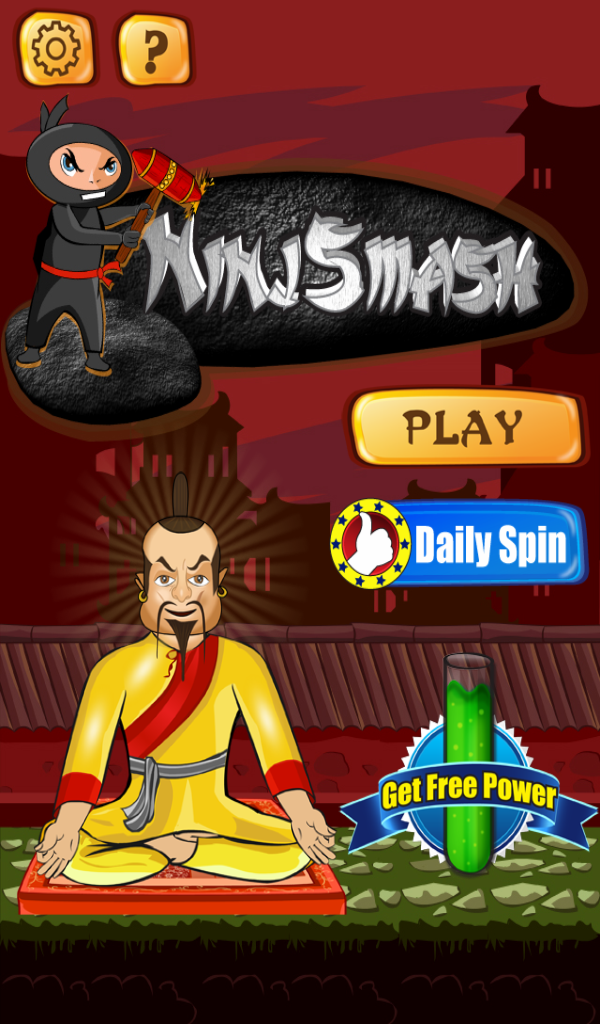 ?
NINJSMASH
PLAY
Daily Spin
Get Free Power